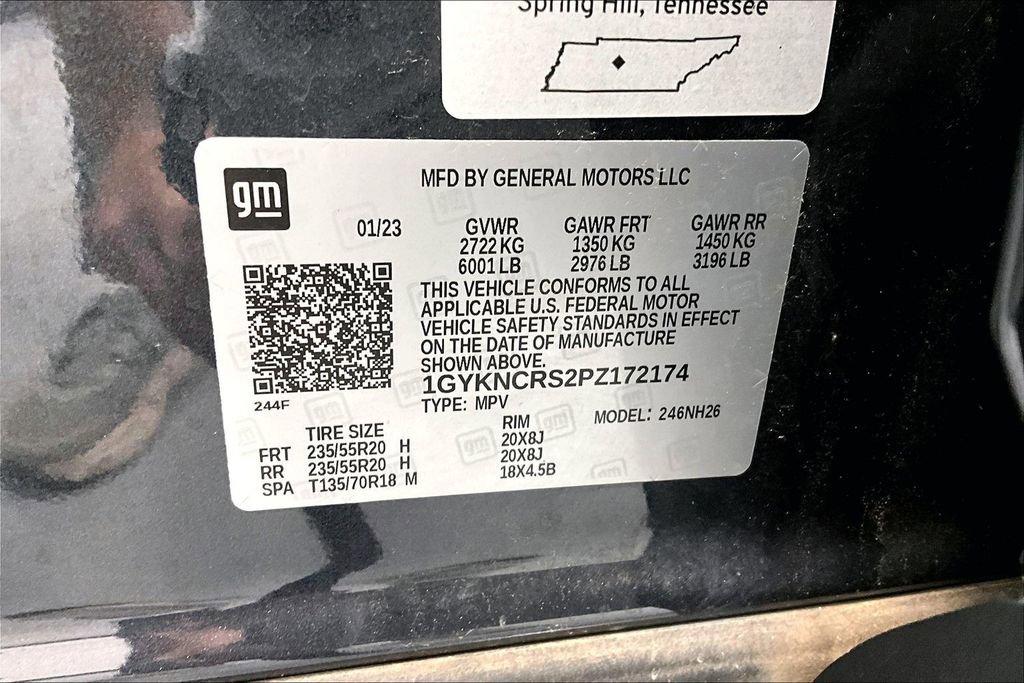 Spring Hill, Tennessee
gm
MFD BY GENERAL MOTORS LLC
01/23 GVWR GAWR FRT GAWR RR
2722 KG 1350 KG 1450 KG
6001 LB 2976 LB 3196 LB
THIS VEHICLE CONFORMS TO ALL
APPLICABLE U.S. FEDERAL MOTOR
VEHICLE SAFETY STANDARDS IN EFFECT
ON THE DATE OF MANUFACTURE
SHOWN ABOVE.
1GYKNCRS2PZ172174
244F
TYPE: MPV MODEL: 246NH26
TIRE SIZE RIM
FRT 235/55R20 H 20X8J
RR 235/55R20 H 20X8J
SPA T135/70R18 M 18X4.5B